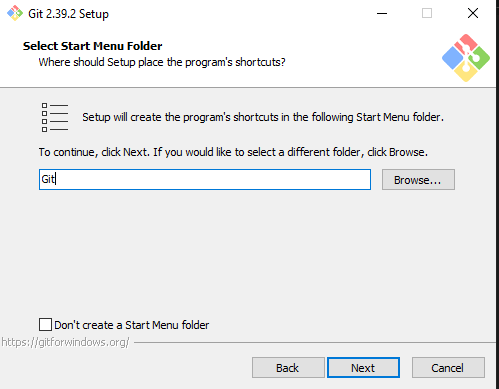 Git 2.39.2 Setup
Select Start Menu Folder
Where should Setup place the program's shortcuts?
Setup will create the program's shortcuts in the following Start Menu folder.
To continue, click Next. If you would like to select a different folder, click Browse.
Git
Browse...
Don't create a Start Menu folder
https://gitforwindows.org/
Back
Next
Cancel